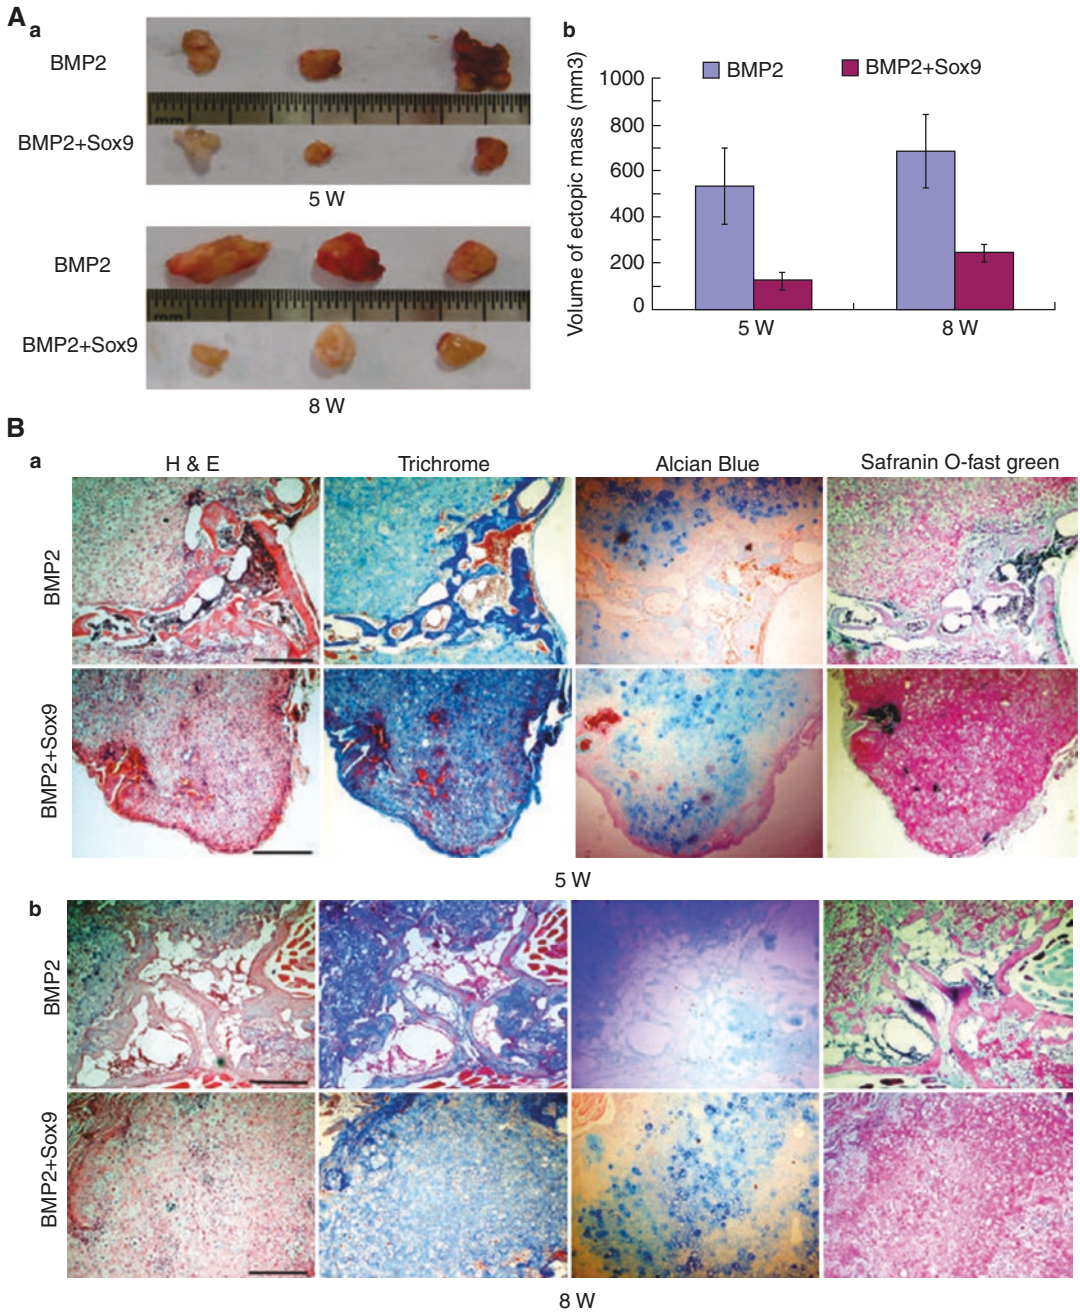 A
a
BMP2
mm
BMP2+Sox9
5 W
BMP2
mm
BMP2+Sox9
8 W
b
Volume of ectopic mass (mm3)
BMP2
BMP2+Sox9
1000
800
600
400
200
0
5 W
8 W
B
a
H & E
Trichrome
Alcian Blue
Safranin O-fast green
BMP2
BMP2+Sox9
5 W
b
BMP2
BMP2+Sox9
8 W